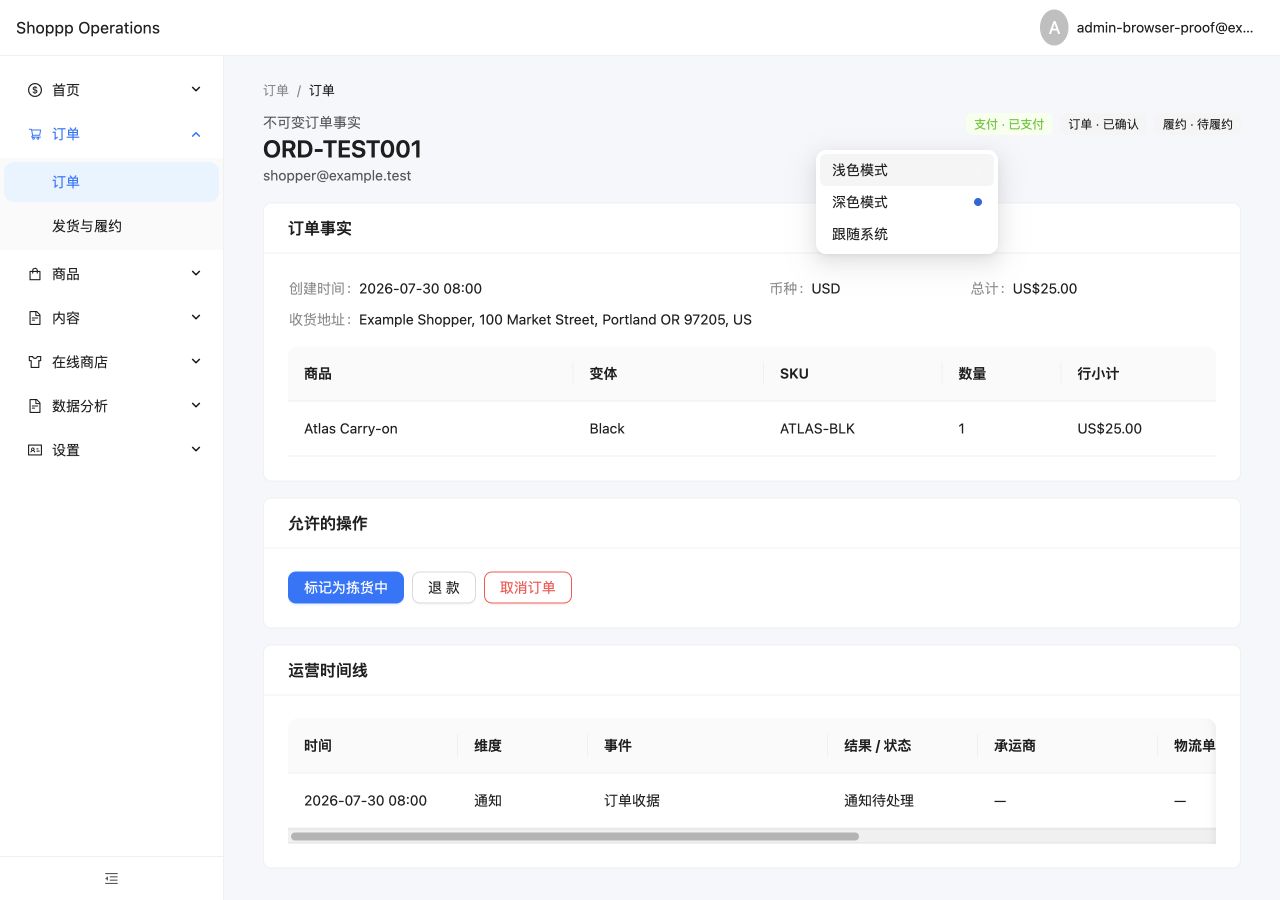 Shoppp Operations
A admin-browser-proof@ex...
首页
订单
订单
发货与履约
商品
内容
在线商店
数据分析
设置
订单 / 订单
不可变订单事实
ORD-TEST001
shopper@example.test
支付 · 已支付 订单 · 已确认 履约 · 待履约
浅色模式
深色模式
跟随系统
订单事实
创建时间: 2026-07-30 08:00 币种: USD 总计: US$25.00
收货地址: Example Shopper, 100 Market Street, Portland OR 97205, US
商品 变体 SKU 数量 行小计
Atlas Carry-on Black ATLAS-BLK 1 US$25.00
允许的操作
标记为拣货中 退 款 取消订单
运营时间线
时间 维度 事件 结果 / 状态 承运商 物流单
2026-07-30 08:00 通知 订单收据 通知待处理 — —